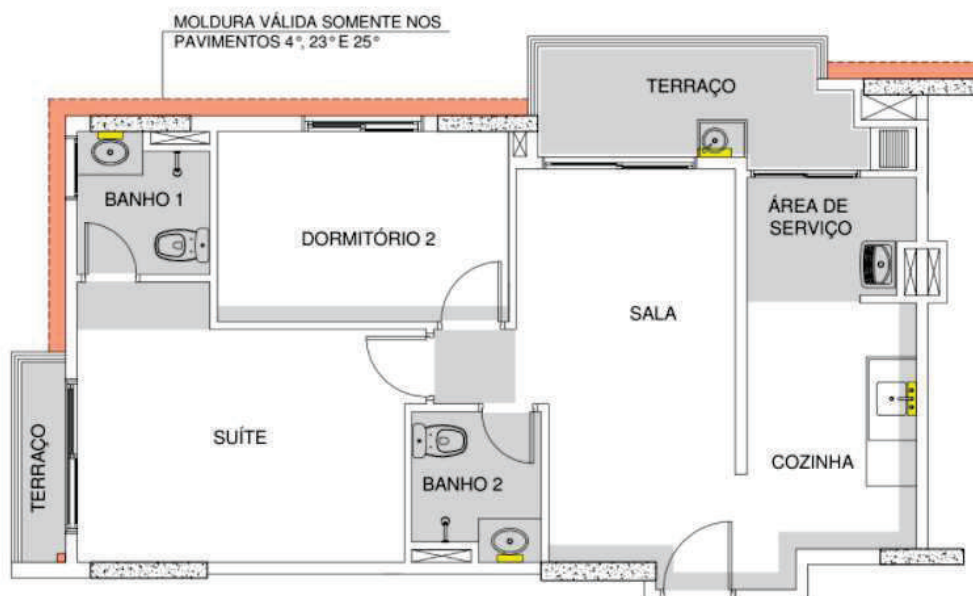 MOLDURA VÁLIDA SOMENTE NOS
PAVIMENTOS 4°, 23° E 25°
TERRAÇO
BANHO 1
DORMITÓRIO 2
ÁREA DE
SERVIÇO
SALA
SUÍTE
TERRAÇO
BANHO 2
COZINHA